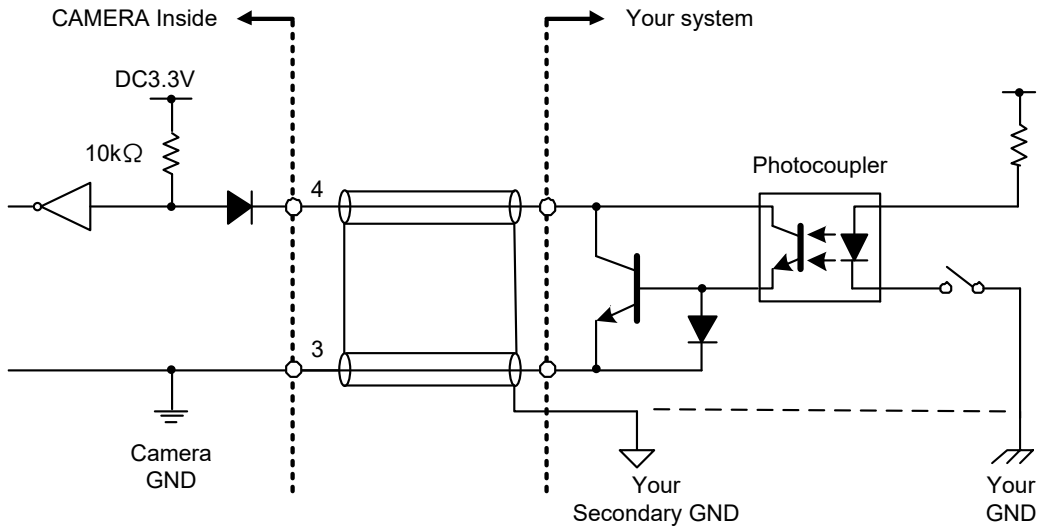 CAMERA Inside
Your system
DC3.3V
10kΩ
Photocoupler
4
3
Camera
GND
Your
Secondary GND
Your
GND